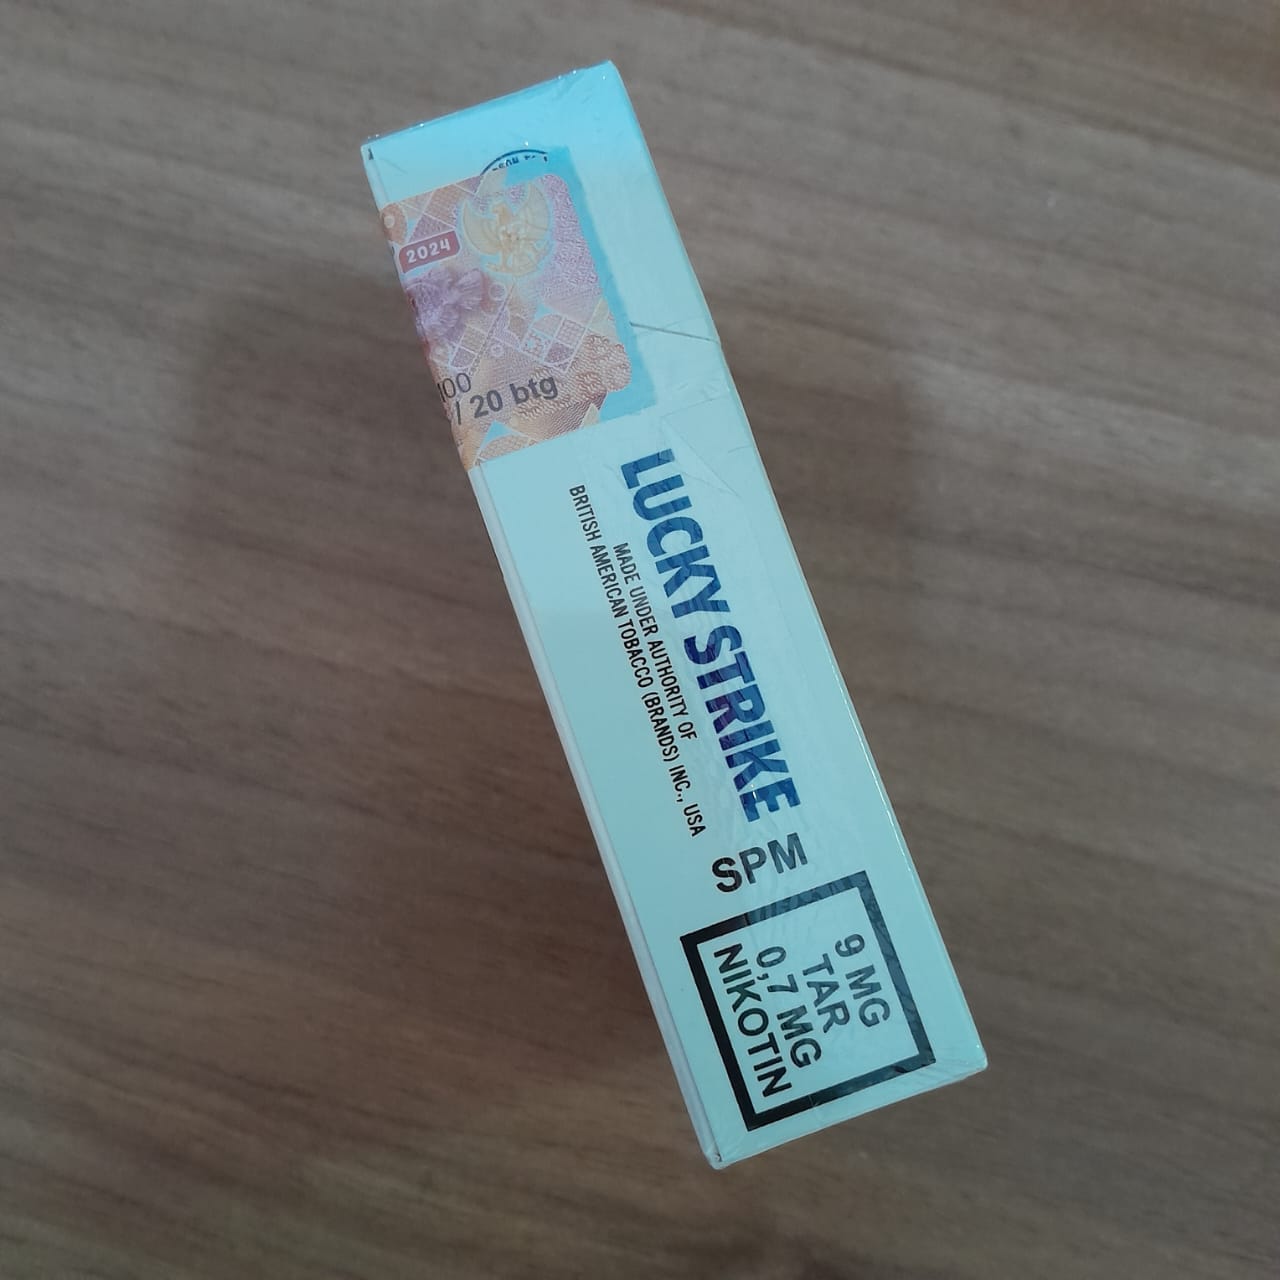 2024
100
/ 20 btg
LUCKY STRIKE
MADE UNDER AUTHORITY OF
BRITISH AMERICAN TOBACCO (BRANDS) INC., USA
SPM
9 MG
TAR
0,7 MG
NIKOTIN